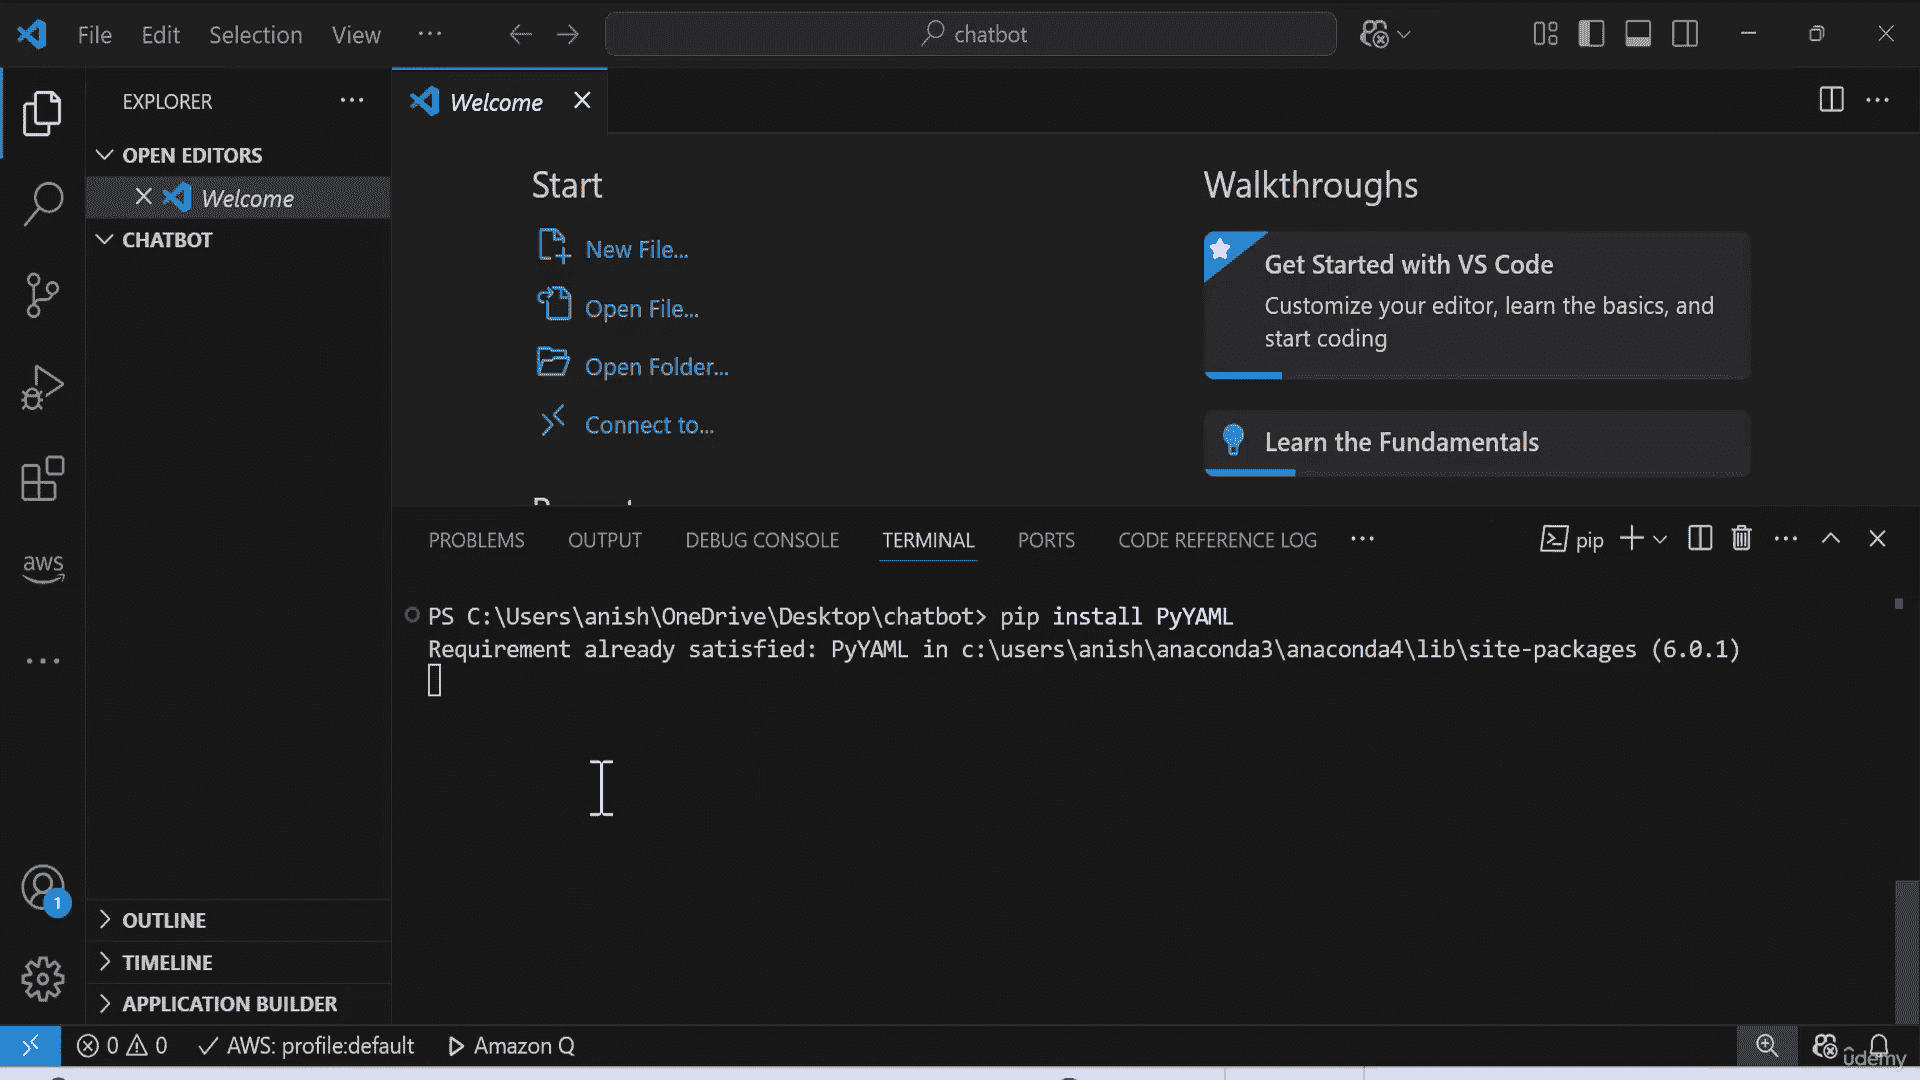 File Edit Selection View ... chatbot
EXPLORER ...
Welcome
OPEN EDITORS
Welcome
CHATBOT
Start
New File...
Open File...
Open Folder...
Connect to...
Walkthroughs
Get Started with VS Code
Customize your editor, learn the basics, and
start coding
Learn the Fundamentals
PROBLEMS OUTPUT DEBUG CONSOLE TERMINAL PORTS CODE REFERENCE LOG ... pip
PS C:\Users\anish\OneDrive\Desktop\chatbot> pip install PyYAML
Requirement already satisfied: PyYAML in c:\users\anish\anaconda3\anaconda4\lib\site-packages (6.0.1)
aws
1
OUTLINE
TIMELINE
APPLICATION BUILDER
0 0 AWS: profile:default Amazon Q
udemy